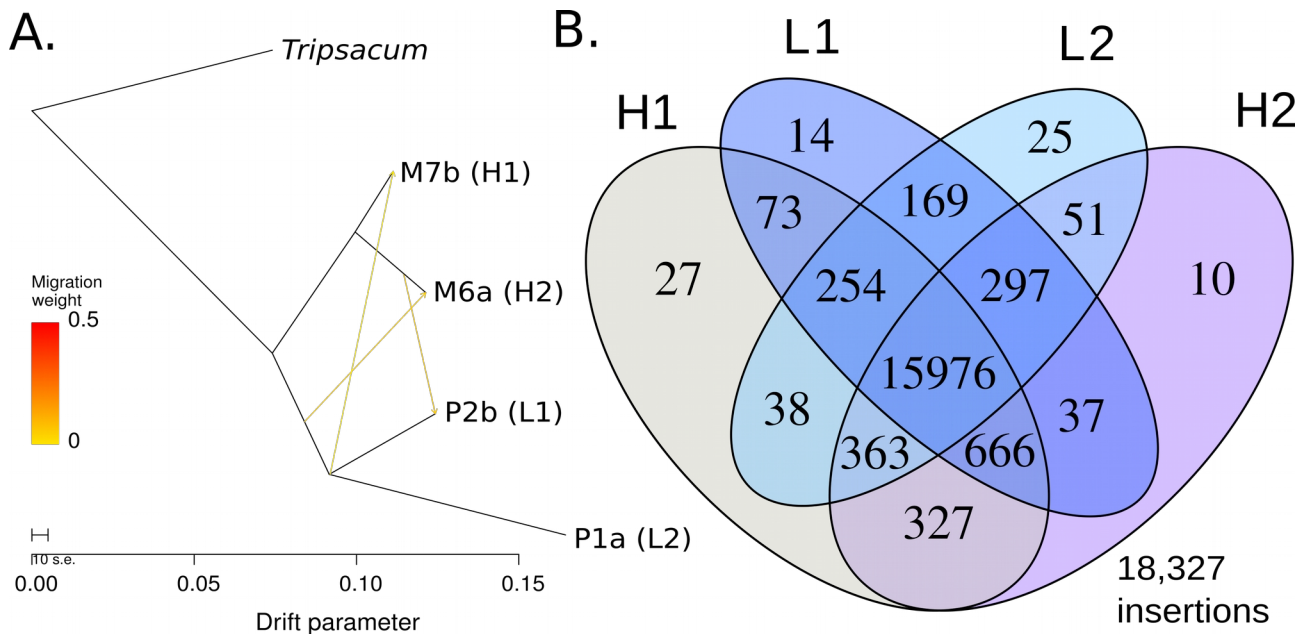 A.
Tripsacum
M7b (H1)
M6a (H2)
P2b (L1)
P1a (L2)
Migration
weight
0.5
0
10 s.e.
0.00
0.05
0.10
0.15
Drift parameter
B.
H1
L1
L2
H2
14
25
73
169
51
27
254
297
10
15976
38
37
363
666
327
18,327
insertions